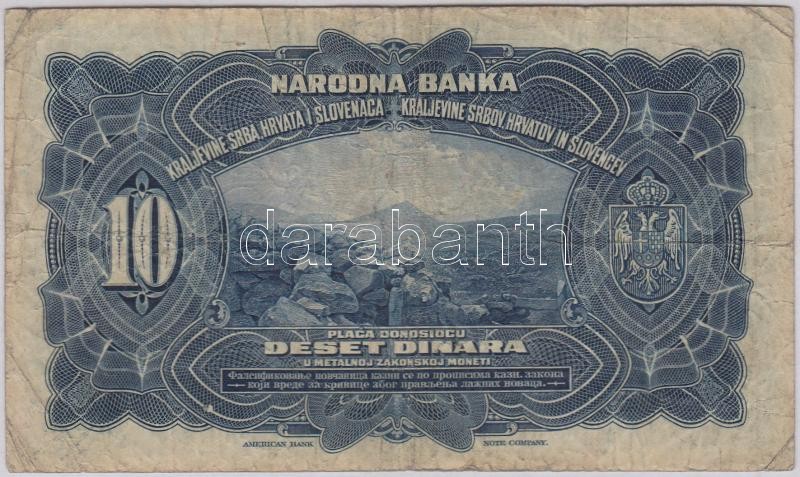 NARODNA BANKA
KRALJEVINE SRBA, HRVATA I SLOVENACA - KRALJEVINE SRBOV, HRVATOV IN SLOVENCEV
10
darabanth
PLAĆA DONOSIOCU
DESET DINARA
U METALNOJ ZAKONSKOJ MONETI
Фалсификовање новчаница казни се по прописима казн. закона
који вреде за кривице због прављења лажних новаца.
AMERICAN BANK NOTE COMPANY.